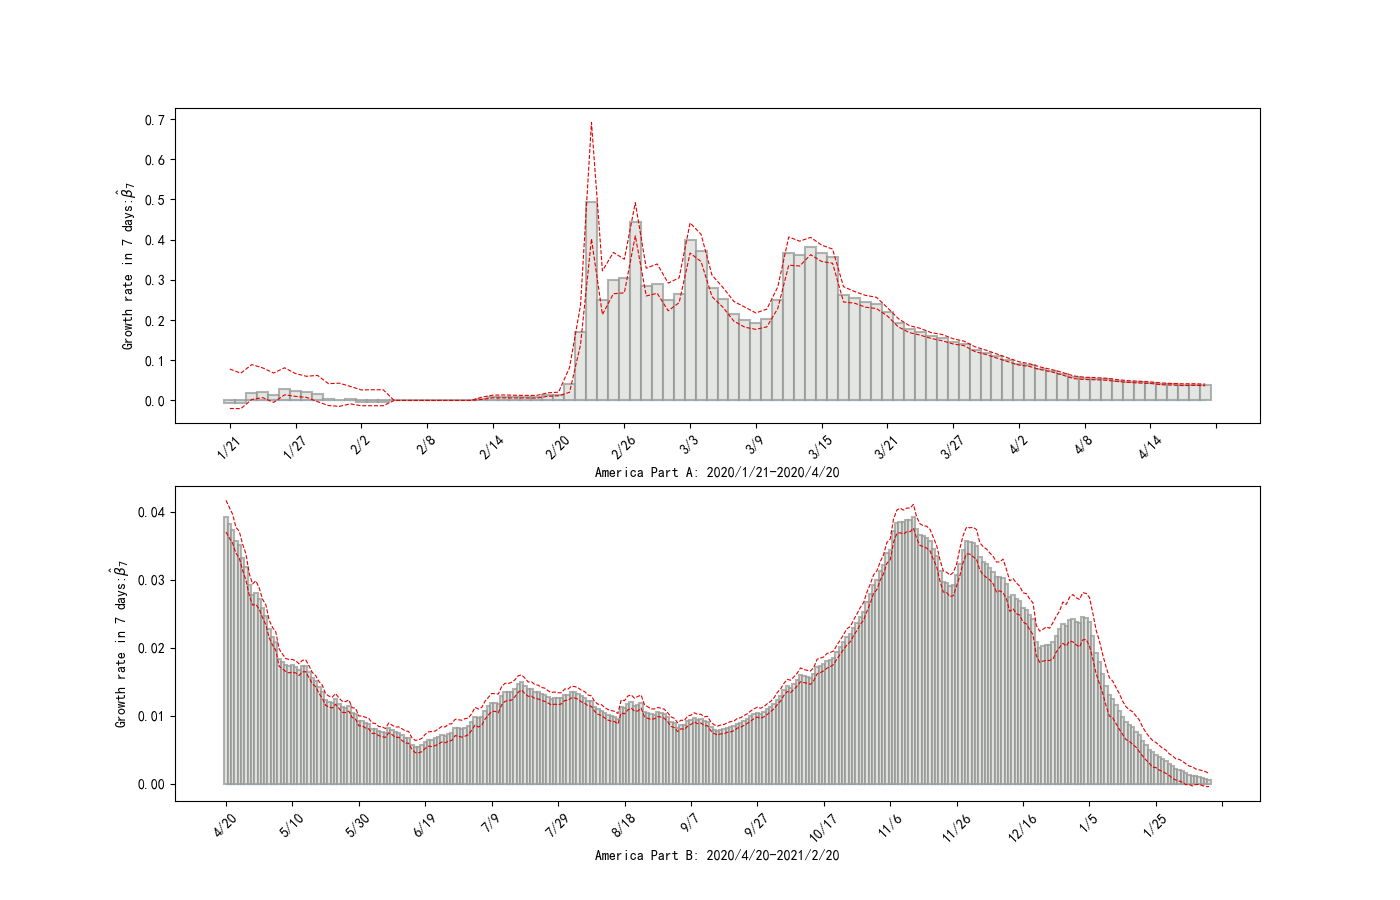 Growth rate in 7 days:β̂₇
0.7
0.6
0.5
0.4
0.3
0.2
0.1
0.0
1/21 1/27 2/2 2/8 2/14 2/20 2/26 3/3 3/9 3/15 3/21 3/27 4/2 4/8 4/14
America Part A: 2020/1/21-2020/4/20
Growth rate in 7 days:β̂₇
0.04
0.03
0.02
0.01
0.00
4/20 5/10 5/30 6/19 7/9 7/29 8/18 9/7 9/27 10/17 11/6 11/26 12/16 1/5 1/25
America Part B: 2020/4/20-2021/2/20